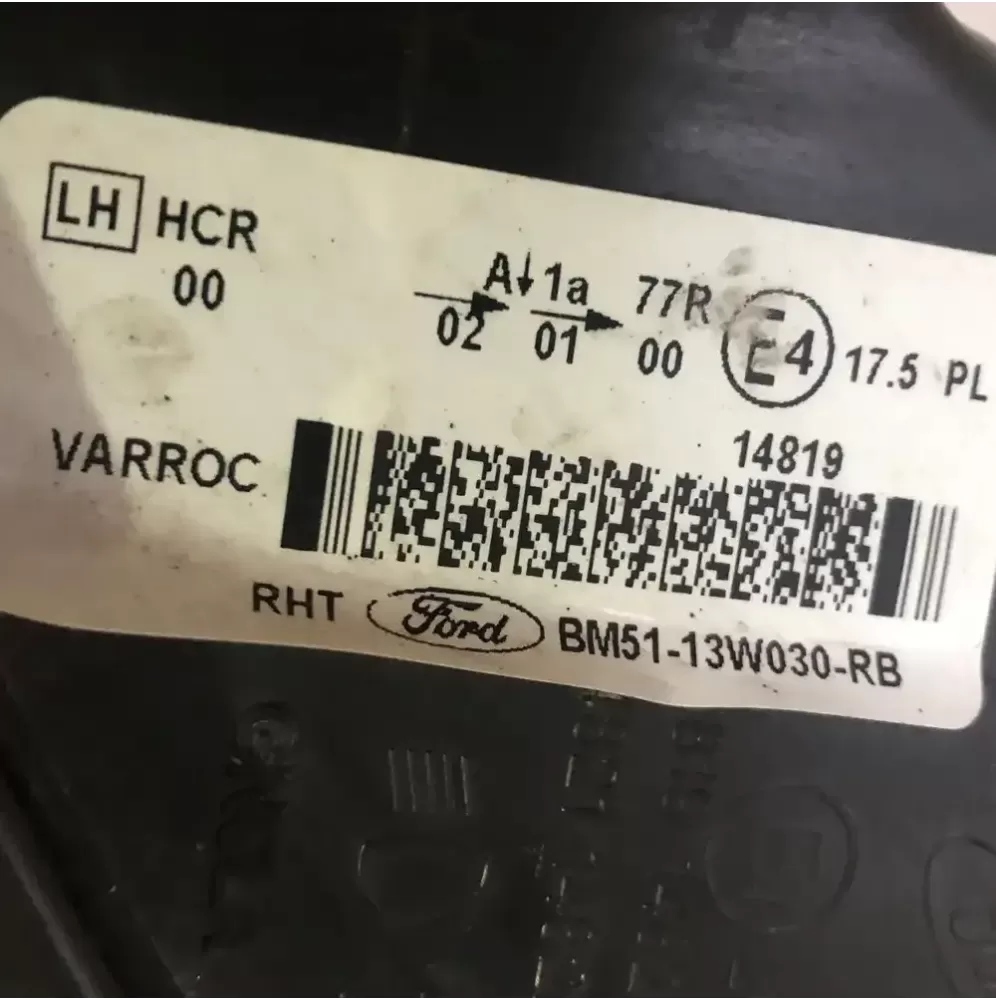 LH HCR
00
A↓ 1a 77R E4 17.5 PL
02 01 00
14819
VARROC
RHT Ford BM51-13W030-RB